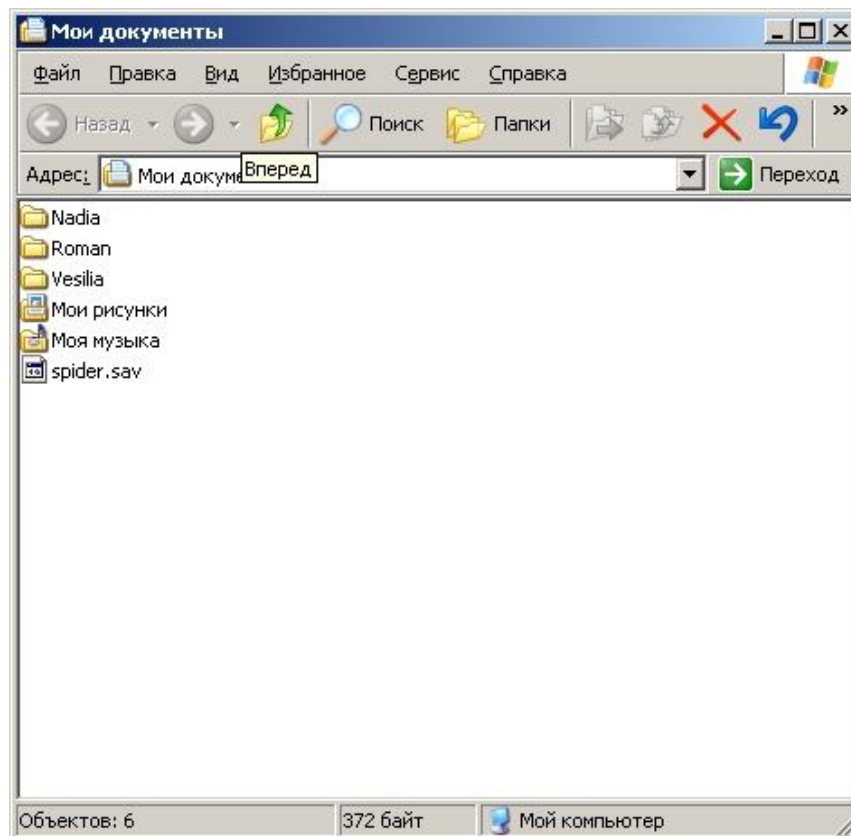 Мои документы
Файл Правка Вид Избранное Сервис Справка
Назад Поиск Папки »
Адрес: Мои докуме Переход
Вперед
Nadia
Roman
Vesilia
Мои рисунки
Моя музыка
spider.sav
Объектов: 6 372 байт Мой компьютер